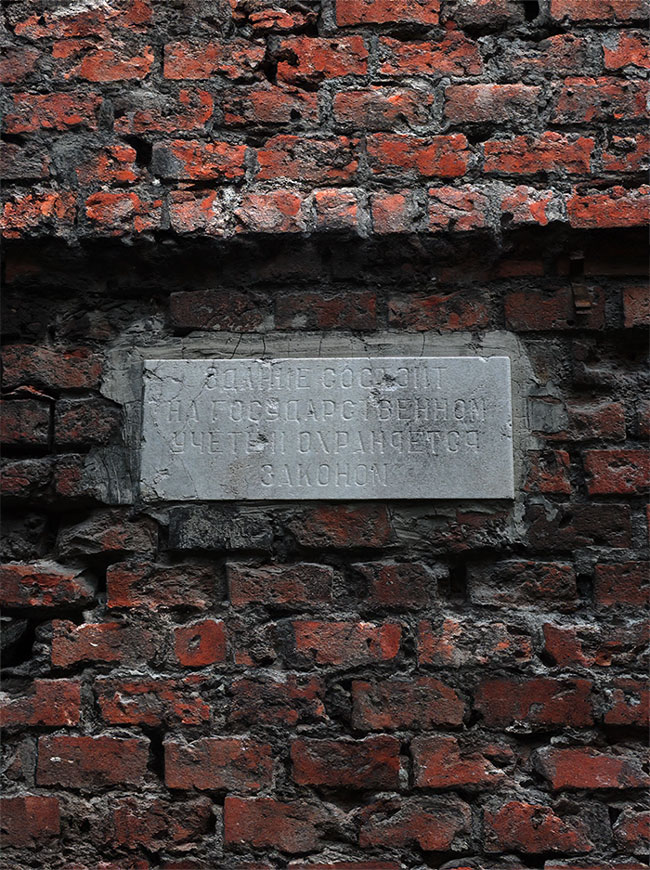 ЗДАНИЕ СОСТОИТ
НА ГОСУДАРСТВЕННОМ
УЧЕТЕ И ОХРАНЯЕТСЯ
ЗАКОНОМ